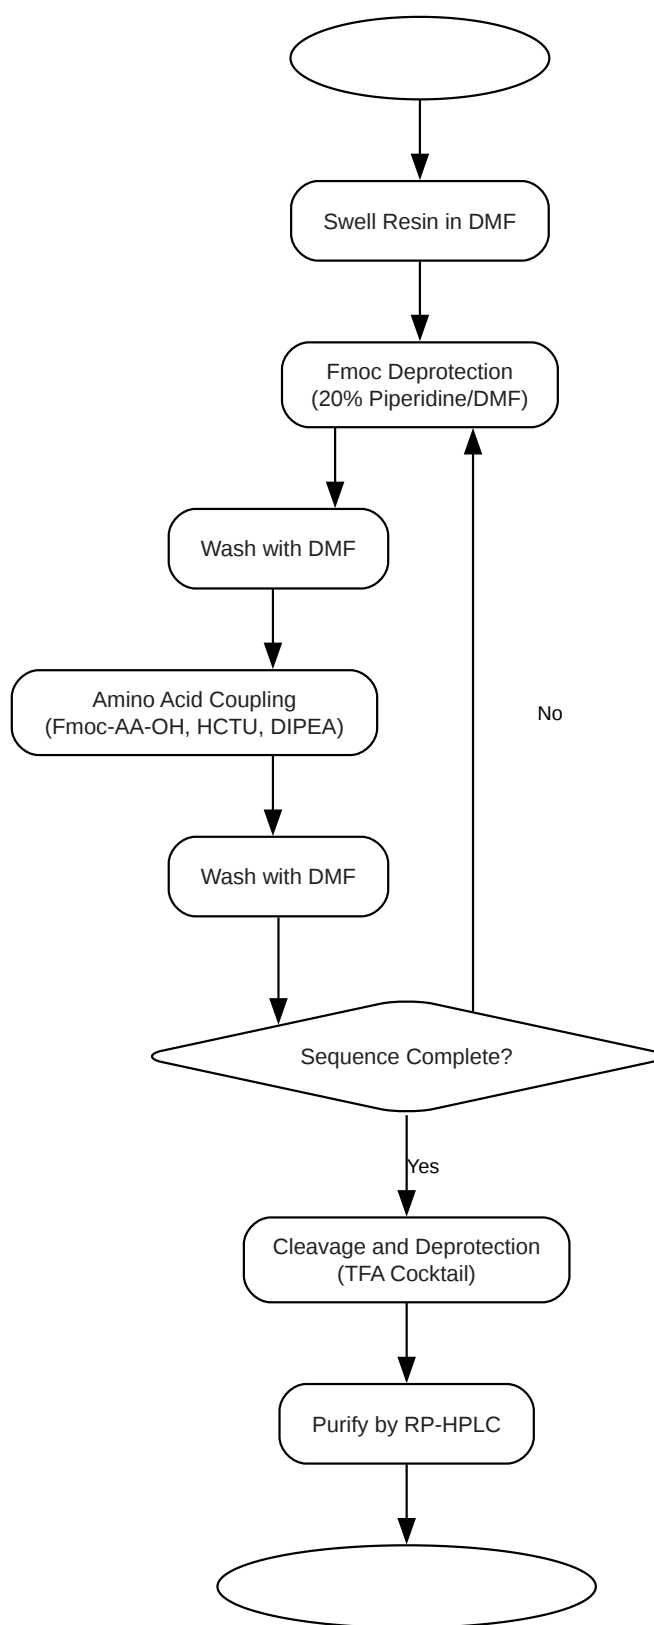 Swell Resin in DMF
Fmoc Deprotection
(20% Piperidine/DMF)
Wash with DMF
Amino Acid Coupling
(Fmoc-AA-OH, HCTU, DIPEA)
No
Wash with DMF
Sequence Complete?
Yes
Cleavage and Deprotection
(TFA Cocktail)
Purify by RP-HPLC